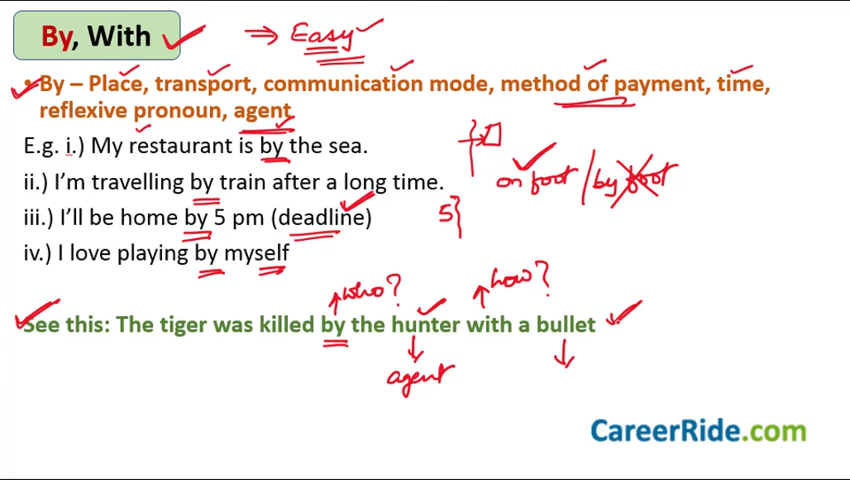 By, With
⇒ Easy
• By – Place, transport, communication mode, method of payment, time,
reflexive pronoun, agent
E.g. i.) My restaurant is by the sea.
on foot / by foot
ii.) I'm travelling by train after a long time.
iii.) I'll be home by 5 pm (deadline)
5}
iv.) I love playing by myself
who?
how?
See this: The tiger was killed by the hunter with a bullet
agent
CareerRide.com